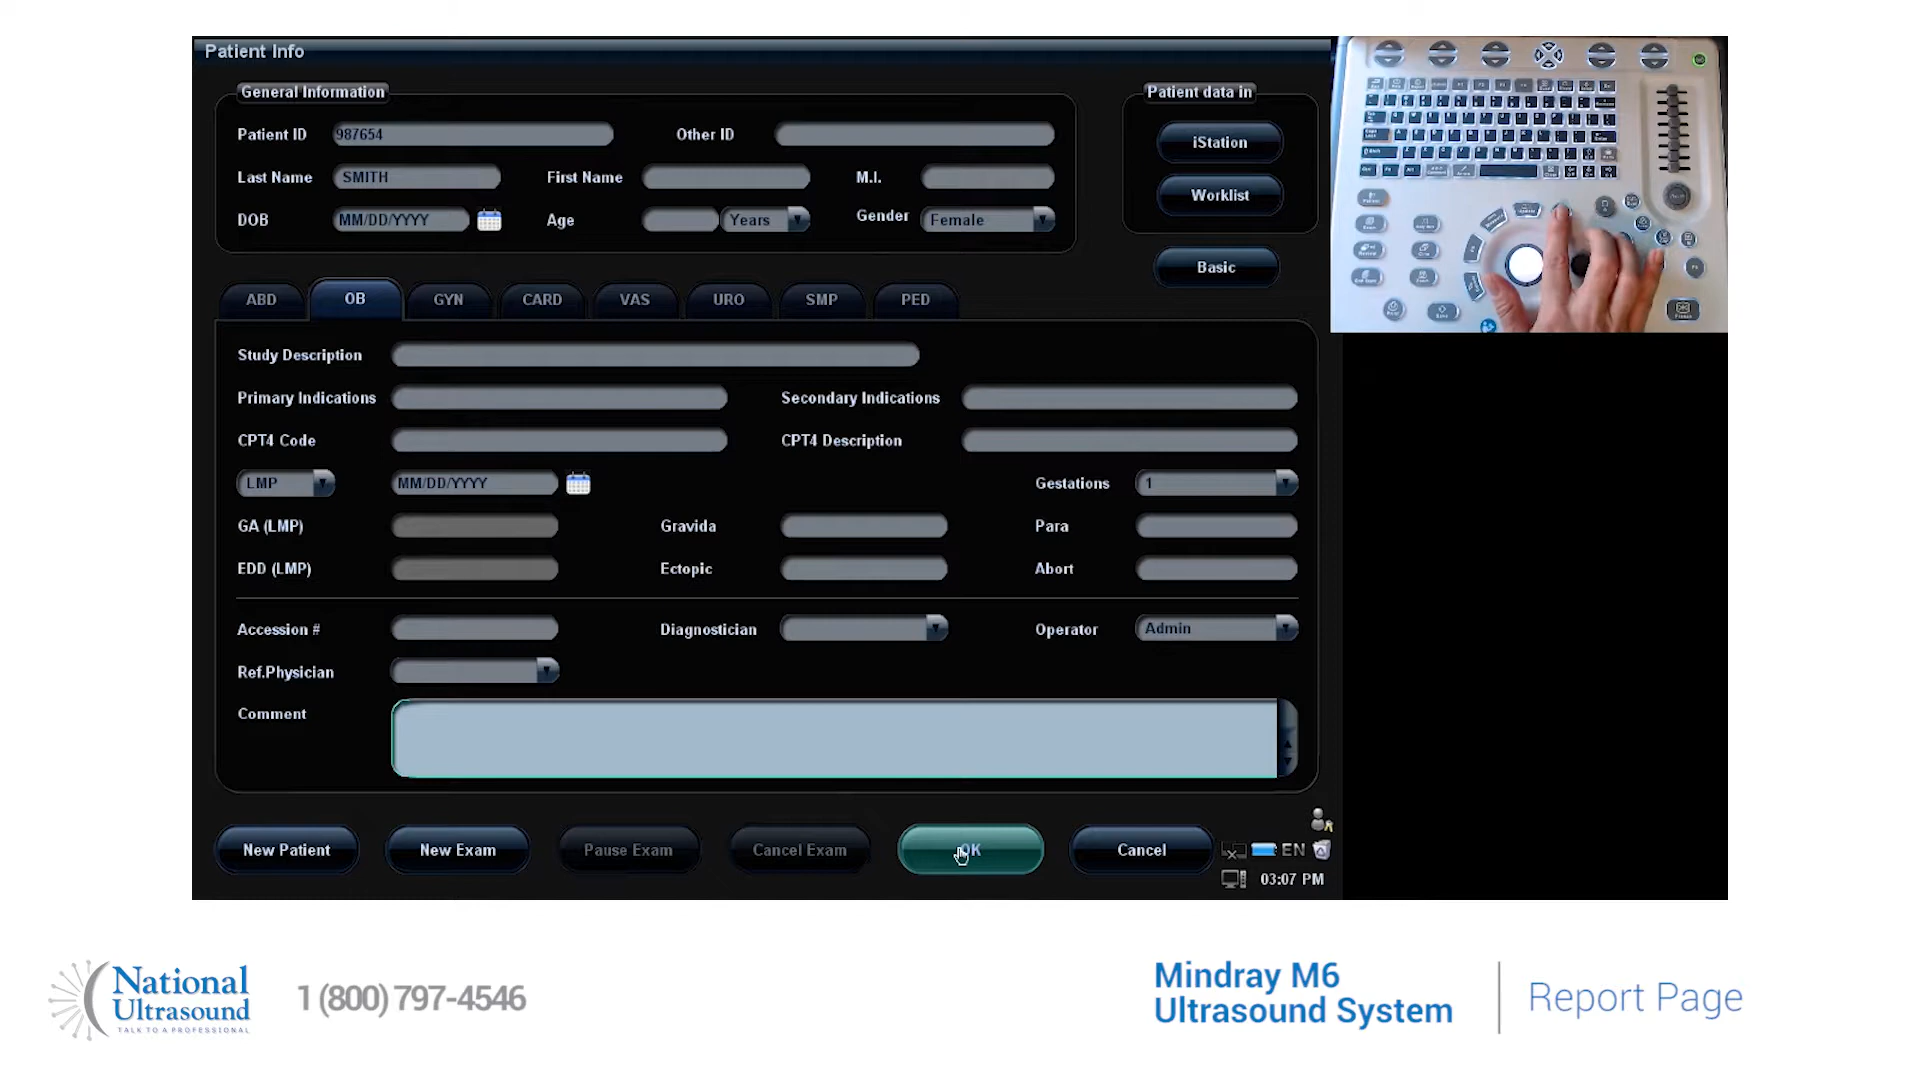 Patient Info
General Information
Patient data in
Patient ID 987654 Other ID
iStation
Last Name SMITH First Name M.I.
Worklist
DOB MM/DD/YYYY Age Years Gender Female
Basic
ABD OB GYN CARD VAS URO SMP PED
Study Description
Primary Indications Secondary Indications
CPT4 Code CPT4 Description
LMP MM/DD/YYYY Gestations 1
GA (LMP) Gravida Para
EDD (LMP) Ectopic Abort
Accession # Diagnostician Operator Admin
Ref.Physician
Comment
New Patient New Exam Pause Exam Cancel Exam OK Cancel EN
03:07 PM
National
Ultrasound
TALK TO A PROFESSIONAL
1 (800) 797-4546
Mindray M6
Ultrasound System
Report Page